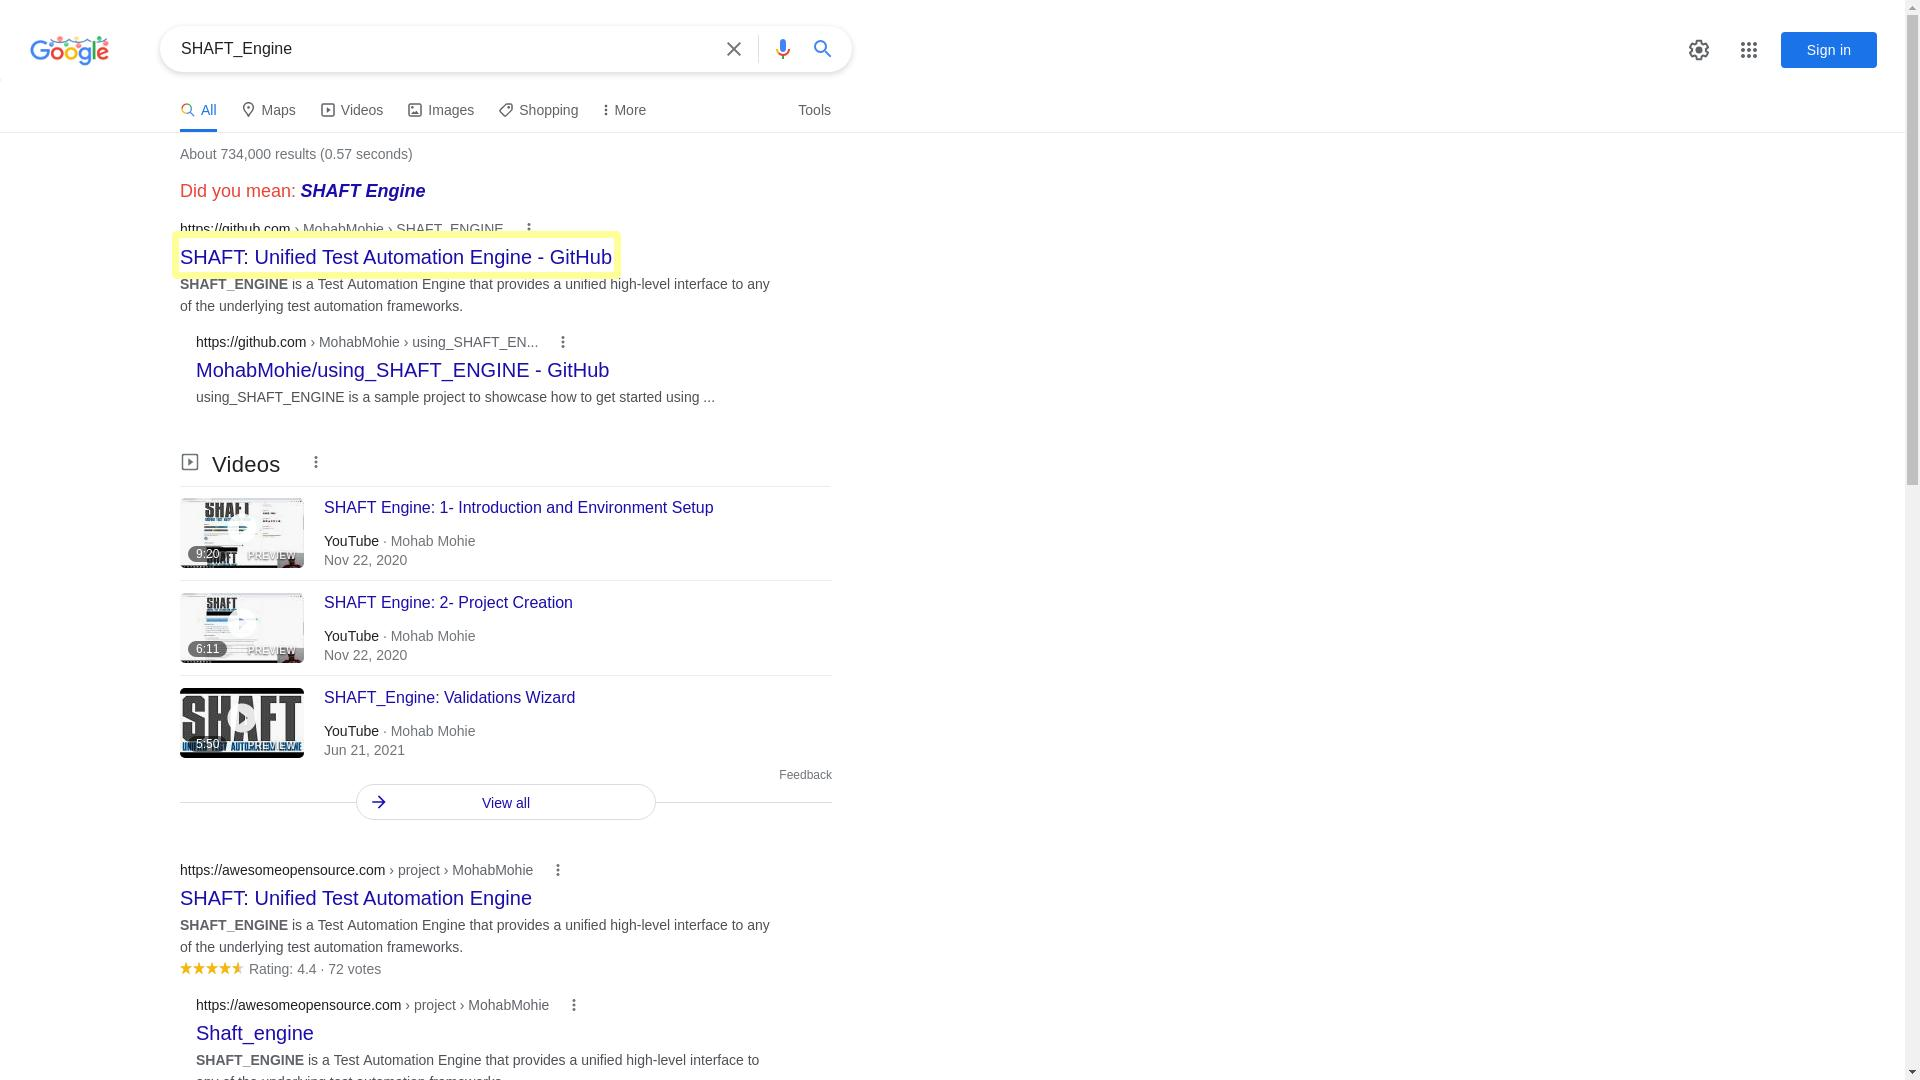 Google
SHAFT_Engine
Sign in
All
Maps
Videos
Images
Shopping
More
Tools
About 734,000 results (0.57 seconds)
Did you mean: SHAFT Engine
https://github.com › MohabMohie › SHAFT_ENGINE
SHAFT: Unified Test Automation Engine - GitHub
SHAFT_ENGINE is a Test Automation Engine that provides a unified high-level interface to any
of the underlying test automation frameworks.
https://github.com › MohabMohie › using_SHAFT_EN...
MohabMohie/using_SHAFT_ENGINE - GitHub
using_SHAFT_ENGINE is a sample project to showcase how to get started using ...
Videos
SHAFT
9:20
PREVIEW
SHAFT Engine: 1- Introduction and Environment Setup
YouTube · Mohab Mohie
Nov 22, 2020
SHAFT
6:11
PREVIEW
SHAFT Engine: 2- Project Creation
YouTube · Mohab Mohie
Nov 22, 2020
SHAFT
5:50
PREVIEW
SHAFT_Engine: Validations Wizard
YouTube · Mohab Mohie
Jun 21, 2021
Feedback
View all
https://awesomeopensource.com › project › MohabMohie
SHAFT: Unified Test Automation Engine
SHAFT_ENGINE is a Test Automation Engine that provides a unified high-level interface to any
of the underlying test automation frameworks.
Rating: 4.4 · 72 votes
https://awesomeopensource.com › project › MohabMohie
Shaft_engine
SHAFT_ENGINE is a Test Automation Engine that provides a unified high-level interface to
any of the underlying test automation frameworks.